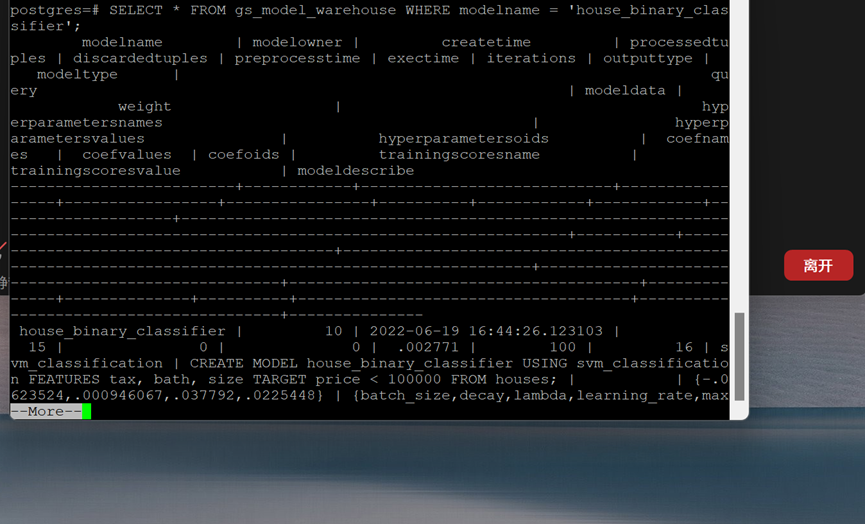 postgres=# SELECT * FROM gs_model_warehouse WHERE modelname = 'house_binary_clas
sifier';
modelname | modelowner | createtime | processedtu
ples | discardedtuples | preprocesstime | exectime | iterations | outputtype |
modeltype | qu
ery | modeldata |
weight | hyp
erparametersnames | hyperp
arametersvalues | hyperparametersoids | coefnam
es | coefvalues | coefoids | trainingscoresname |
trainingscoresvalue | modeldescribe
house_binary_classifier | 10 | 2022-06-19 16:44:26.123103 |
15 | 0 | 0 | .002771 | 100 | 16 | s
vm_classification | CREATE MODEL house_binary_classifier USING svm_classificatio
n FEATURES tax, bath, size TARGET price < 100000 FROM houses; | | {-.0
623524,.000946067,.037792,.0225448} | {batch_size,decay,lambda,learning_rate,max
--More--
离开